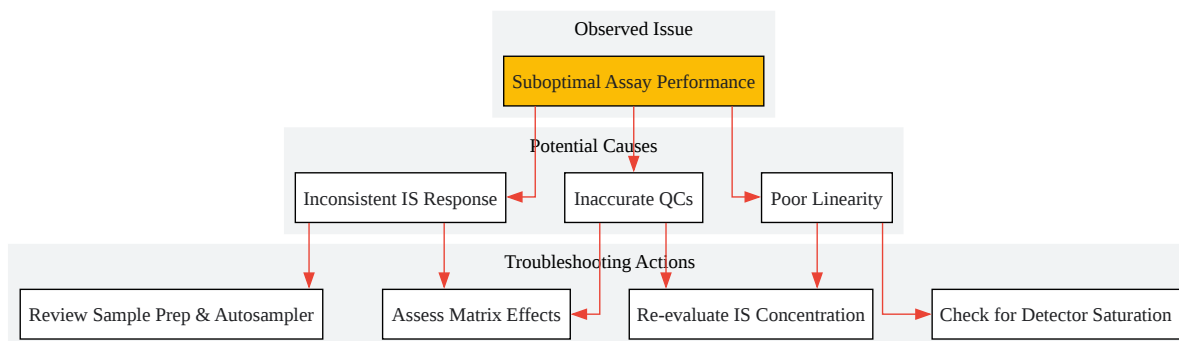 Observed Issue
Suboptimal Assay Performance
Potential Causes
Inconsistent IS Response
Inaccurate QCs
Poor Linearity
Troubleshooting Actions
Review Sample Prep & Autosampler
Assess Matrix Effects
Re-evaluate IS Concentration
Check for Detector Saturation